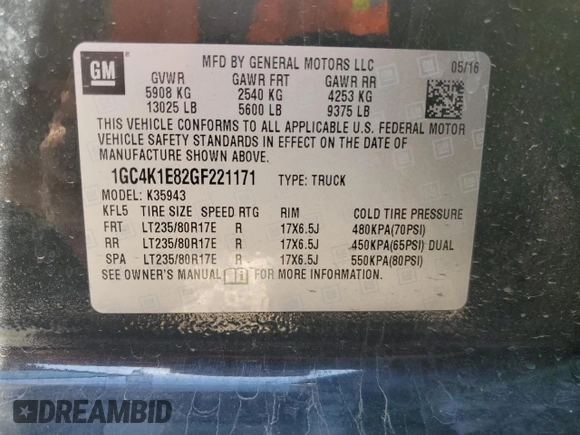 GM
MFD BY GENERAL MOTORS LLC
05/16
GVWR GAWR FRT GAWR RR
5908 KG 2540 KG 4253 KG
13025 LB 5600 LB 9375 LB
THIS VEHICLE CONFORMS TO ALL APPLICABLE U.S. FEDERAL MOTOR
VEHICLE SAFETY STANDARDS IN EFFECT ON THE DATE OF
MANUFACTURE SHOWN ABOVE.
1GC4K1E82GF221171 TYPE: TRUCK
MODEL: K35943
KFL5 TIRE SIZE SPEED RTG RIM COLD TIRE PRESSURE
FRT LT235/80R17E R 17X6.5J 480KPA(70PSI)
RR LT235/80R17E R 17X6.5J 450KPA(65PSI) DUAL
SPA LT235/80R17E R 17X6.5J 550KPA(80PSI)
SEE OWNER'S MANUAL FOR MORE INFORMATION.
DREAMBID